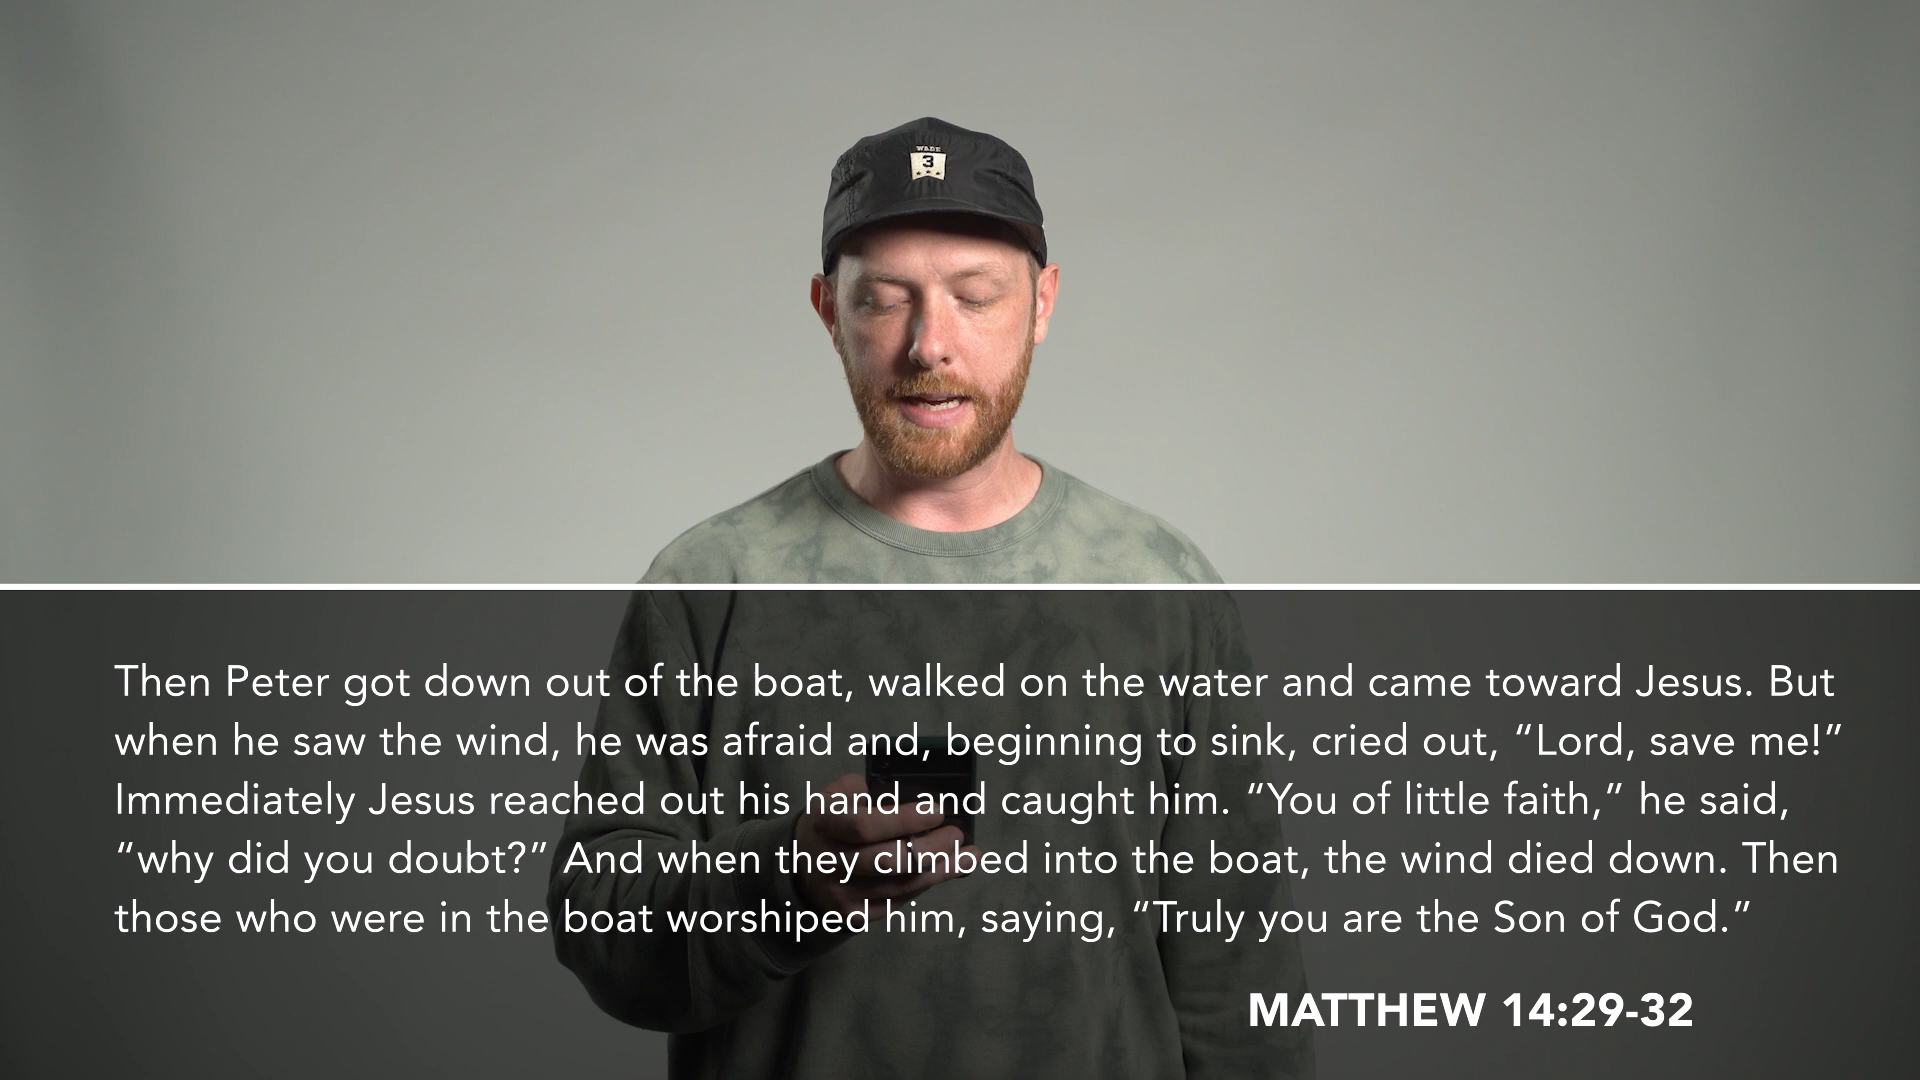 WADE
3
Then Peter got down out of the boat, walked on the water and came toward Jesus. But
when he saw the wind, he was afraid and, beginning to sink, cried out, “Lord, save me!”
Immediately Jesus reached out his hand and caught him. “You of little faith,” he said,
“why did you doubt?” And when they climbed into the boat, the wind died down. Then
those who were in the boat worshiped him, saying, “Truly you are the Son of God.”
MATTHEW 14:29-32